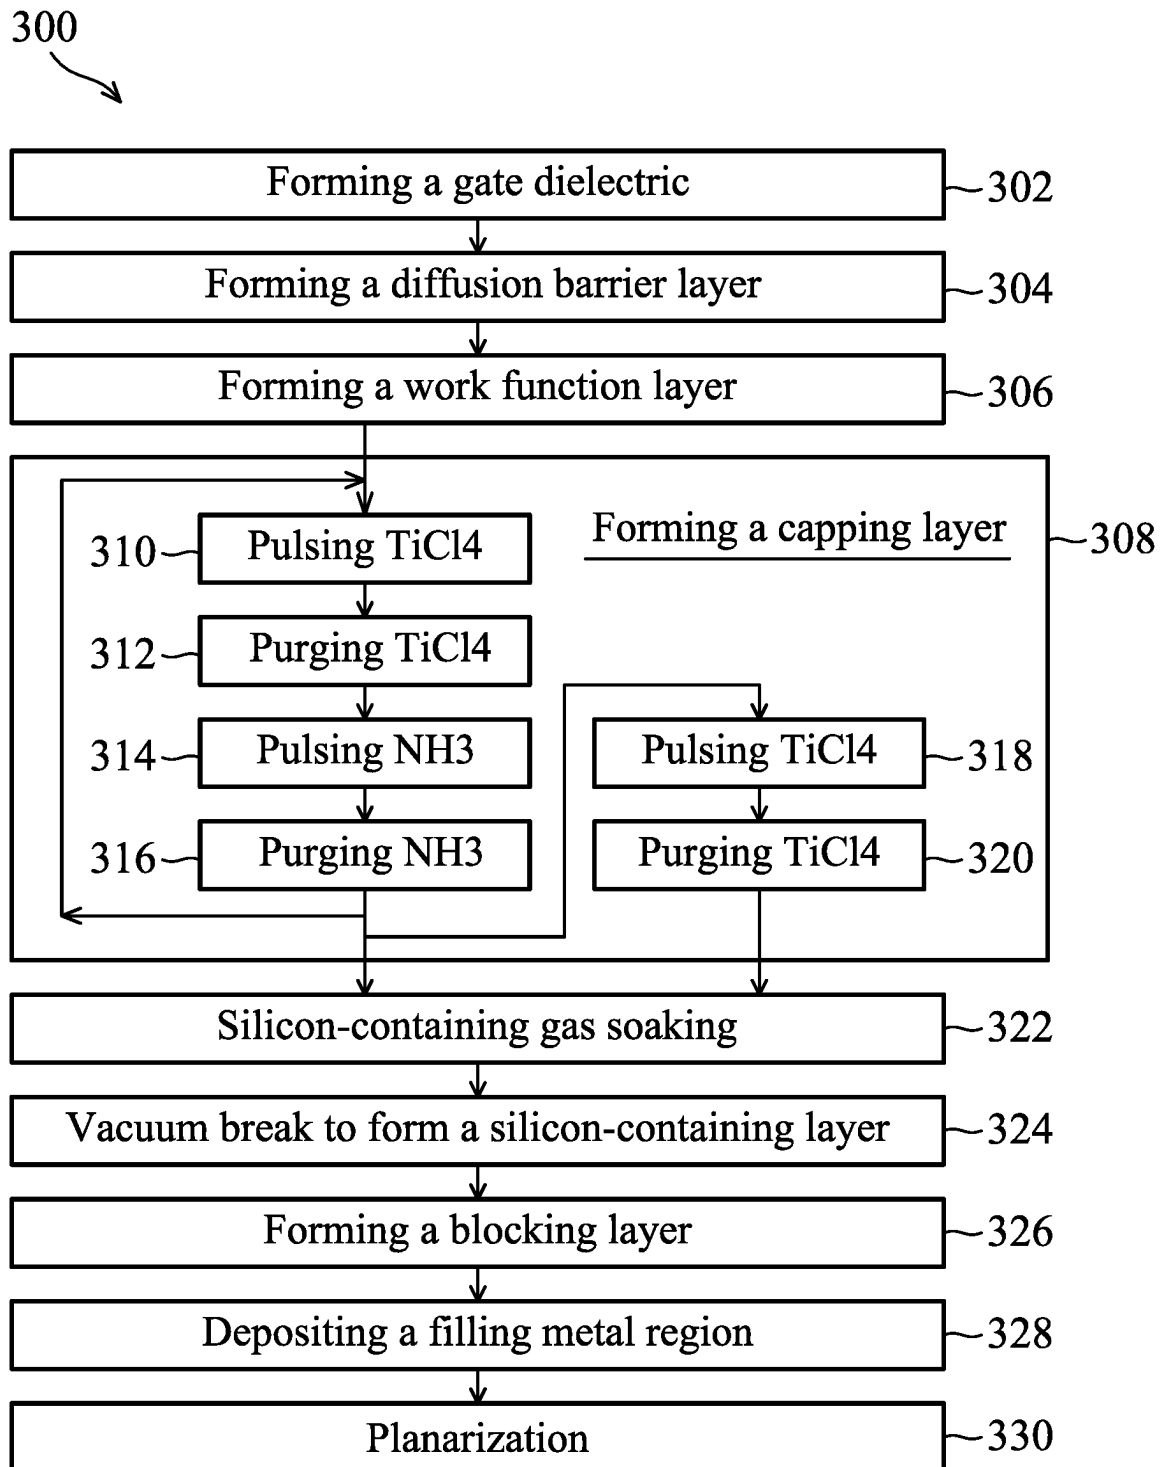 300
Forming a gate dielectric
302
Forming a diffusion barrier layer
304
Forming a work function layer
306
Forming a capping layer
308
310
Pulsing TiCl4
312
Purging TiCl4
314
Pulsing NH3
316
Purging NH3
Pulsing TiCl4
318
Purging TiCl4
320
Silicon-containing gas soaking
322
Vacuum break to form a silicon-containing layer
324
Forming a blocking layer
326
Depositing a filling metal region
328
Planarization
330